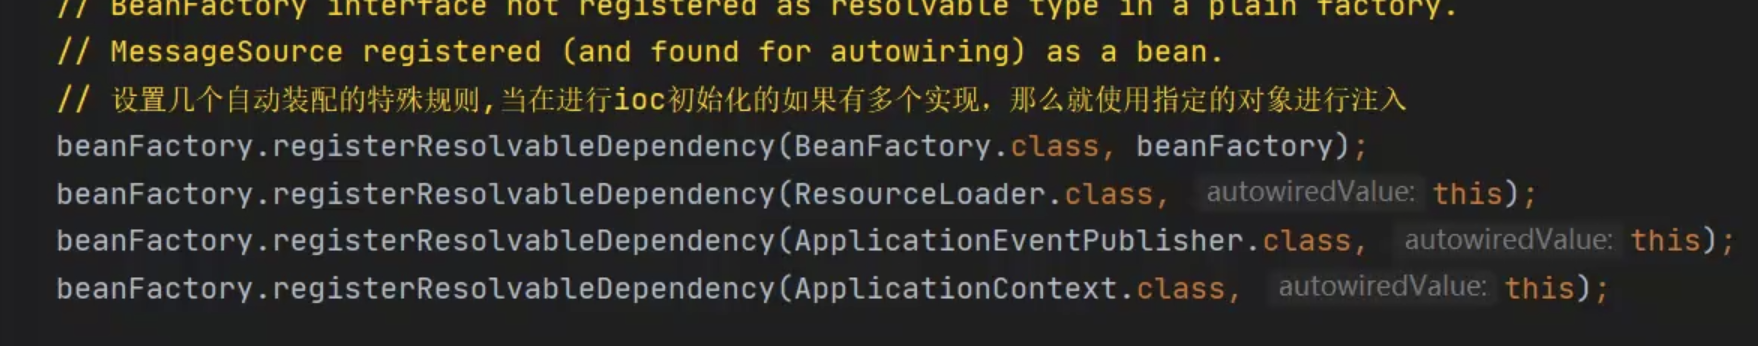 // BeanFactory interface not registered as resolvable type in a plain factory.
// MessageSource registered (and found for autowiring) as a bean.
// 设置几个自动装配的特殊规则,当在进行ioc初始化的如果有多个实现，那么就使用指定的对象进行注入
beanFactory.registerResolvableDependency(BeanFactory.class, beanFactory);
beanFactory.registerResolvableDependency(ResourceLoader.class, autowiredValue: this);
beanFactory.registerResolvableDependency(ApplicationEventPublisher.class, autowiredValue: this);
beanFactory.registerResolvableDependency(ApplicationContext.class, autowiredValue: this);